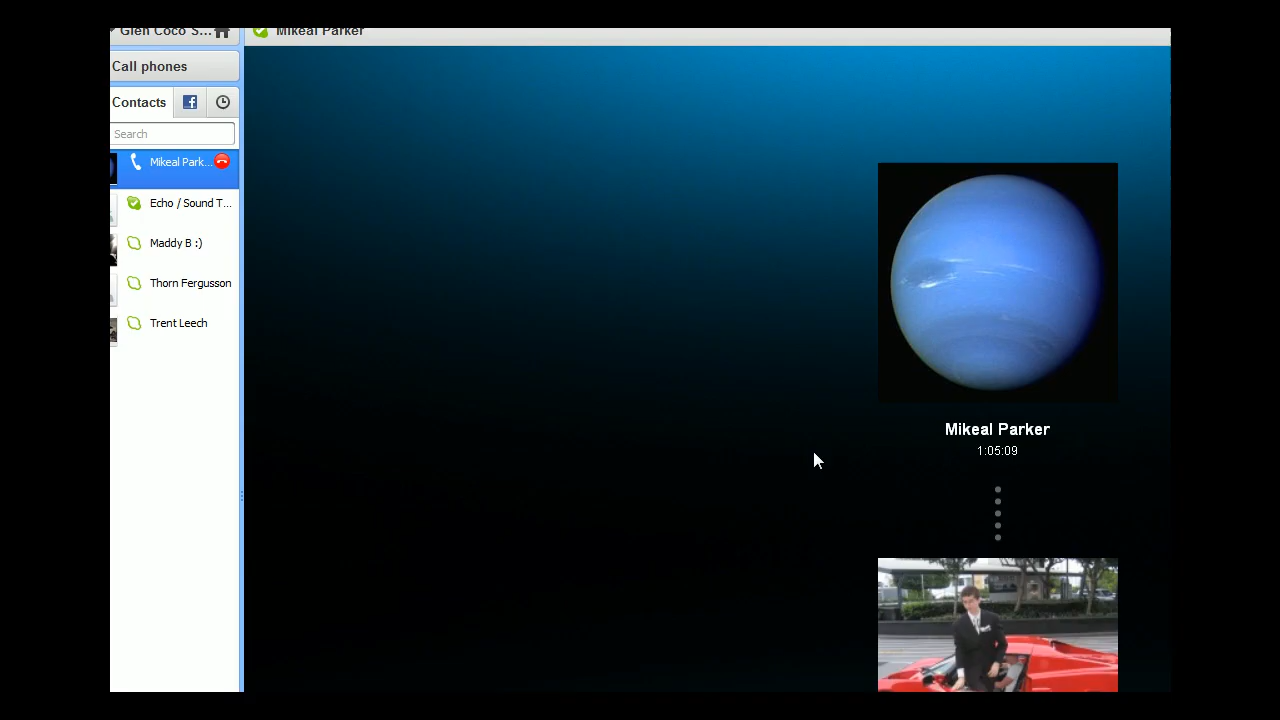 Glen Coco S...
Mikeal Parker
Call phones
Contacts
Search
Mikeal Park...
Echo / Sound T...
Maddy B :)
Thorn Fergusson
Trent Leech
Mikeal Parker
1:05:09